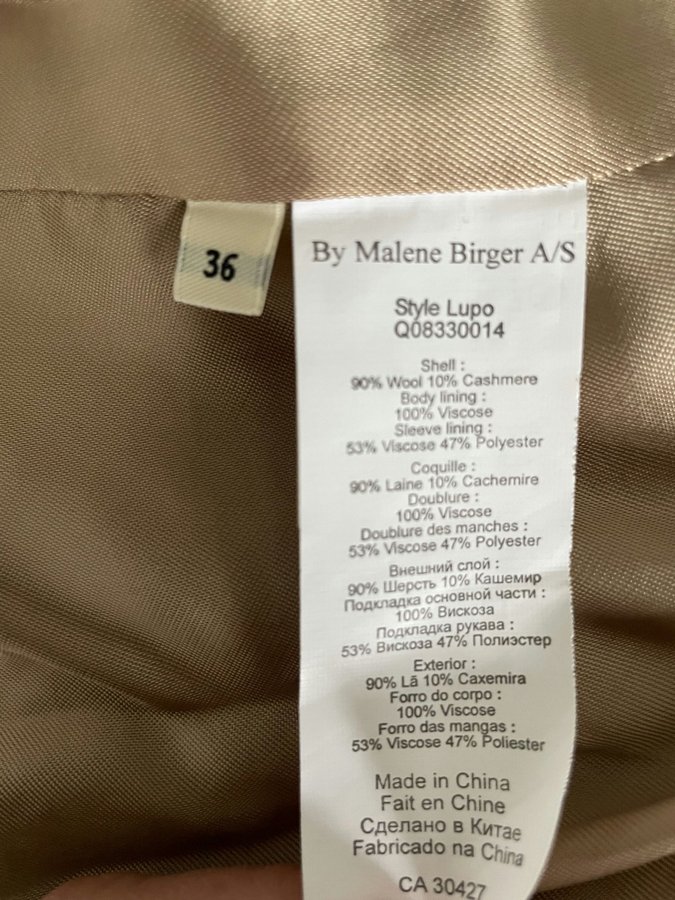 36
By Malene Birger A/S
Style Lupo
Q08330014
Shell :
90% Wool 10% Cashmere
Body lining :
100% Viscose
Sleeve lining :
53% Viscose 47% Polyester
Coquille :
90% Laine 10% Cachemire
Doublure :
100% Viscose
Doublure des manches :
53% Viscose 47% Polyester
Внешний слой :
90% Шерсть 10% Кашемир
Подкладка основной части :
100% Вискоза
Подкладка рукава :
53% Вискоза 47% Полиэстер
Exterior :
90% Lã 10% Caxemira
Forro do corpo :
100% Viscose
Forro das mangas :
53% Viscose 47% Poliester
Made in China
Fait en Chine
Сделано в Китае
Fabricado na China
CA 30427